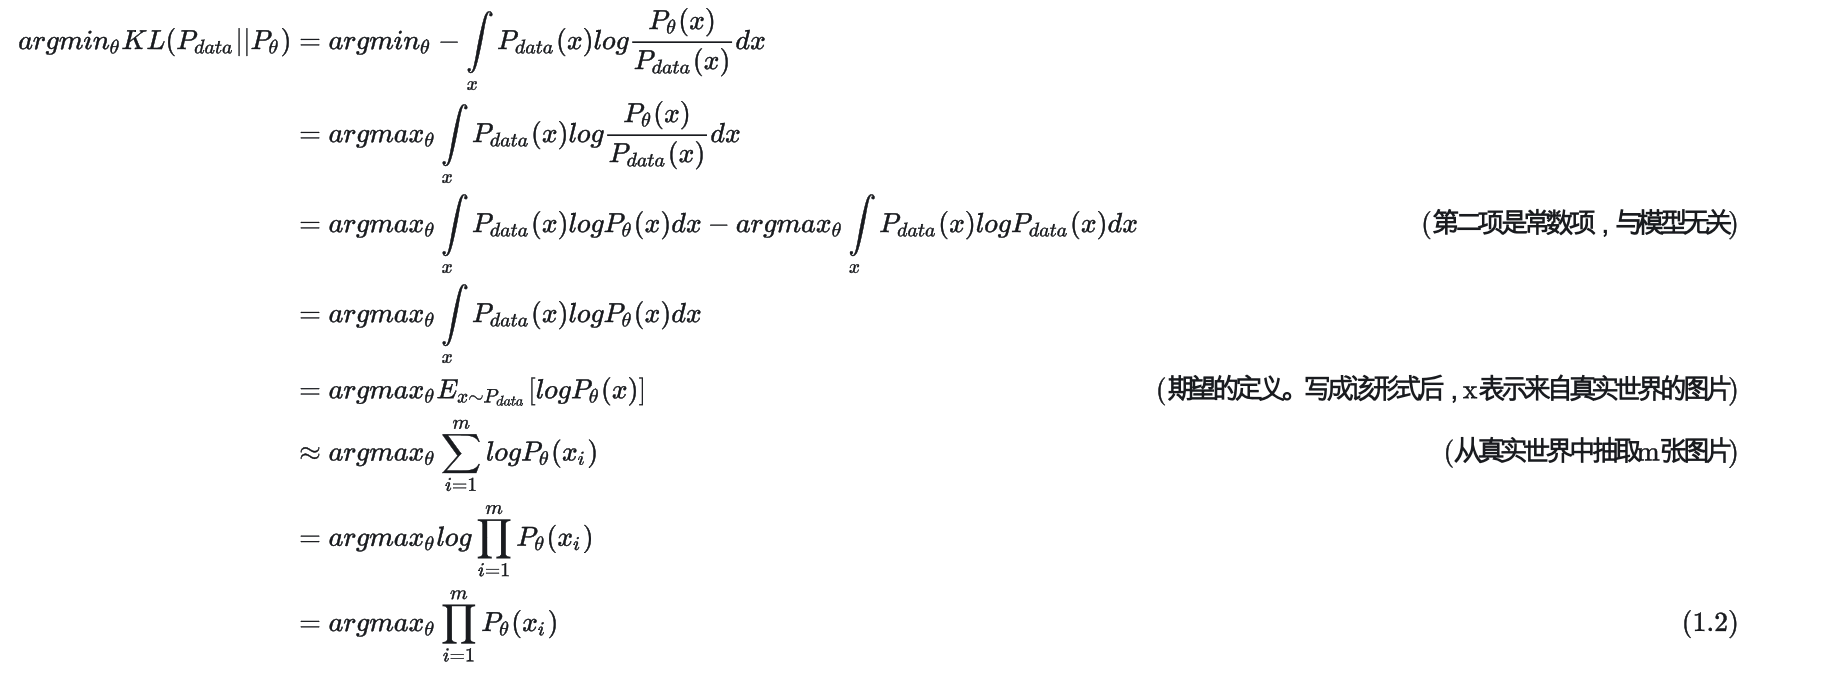 $argmin_\theta KL(P_{data}||P_\theta) = argmin_\theta - \int\limits_x P_{data}(x)log\frac{P_\theta(x)}{P_{data}(x)}dx$
$= argmax_\theta \int\limits_x P_{data}(x)log\frac{P_\theta(x)}{P_{data}(x)}dx$
$= argmax_\theta \int\limits_x P_{data}(x)logP_\theta(x)dx - argmax_\theta \int\limits_x P_{data}(x)logP_{data}(x)dx$ (第二项是常数项，与模型无关)
$= argmax_\theta \int\limits_x P_{data}(x)logP_\theta(x)dx$
$= argmax_\theta E_{x\sim P_{data}}[logP_\theta(x)]$ (期望的定义。写成该形式后，x表示来自真实世界的图片)
$\approx argmax_\theta \sum_{i=1}^{m} logP_\theta(x_i)$ (从真实世界中抽取m张图片)
$= argmax_\theta log\prod_{i=1}^{m} P_\theta(x_i)$
$= argmax_\theta \prod_{i=1}^{m} P_\theta(x_i)$ (1.2)